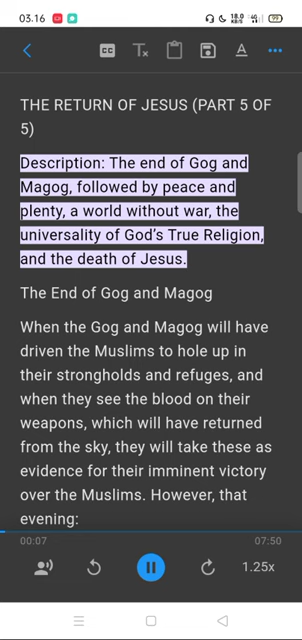 03.16
18.0
KB/S
4G
99
CC
THE RETURN OF JESUS (PART 5 OF
5)
Description: The end of Gog and
Magog, followed by peace and
plenty, a world without war, the
universality of God's True Religion,
and the death of Jesus.
The End of Gog and Magog
When the Gog and Magog will have
driven the Muslims to hole up in
their strongholds and refuges, and
when they see the blood on their
weapons, which will have returned
from the sky, they will take these as
evidence for their imminent victory
over the Muslims. However, that
evening:
00:07
07:50
1.25x